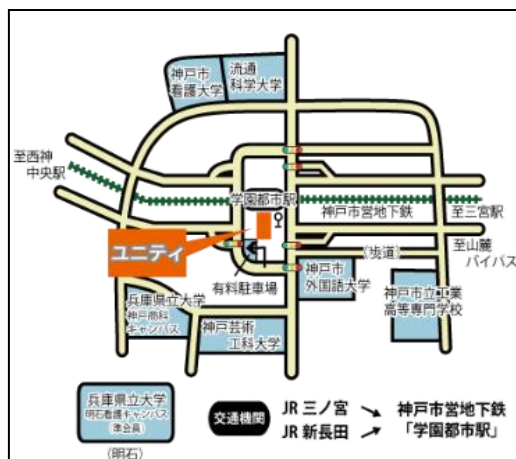 神戸市
看護大学
流通
科学大学
至西神
中央駅
学園都市駅
神戸市営地下鉄
至三宮駅
ユニティ
(歩道)
至山麓
バイパス
有料駐車場
神戸市
外国語大学
神戸市立工業
高等専門学校
兵庫県立大学
神戸商科
キャンパス
神戸芸術
工科大学
兵庫県立大学
明石看護キャンパス
(準会員)
(明石)
交通機関
JR 三ノ宮
JR 新長田
神戸市営地下鉄
「学園都市駅」